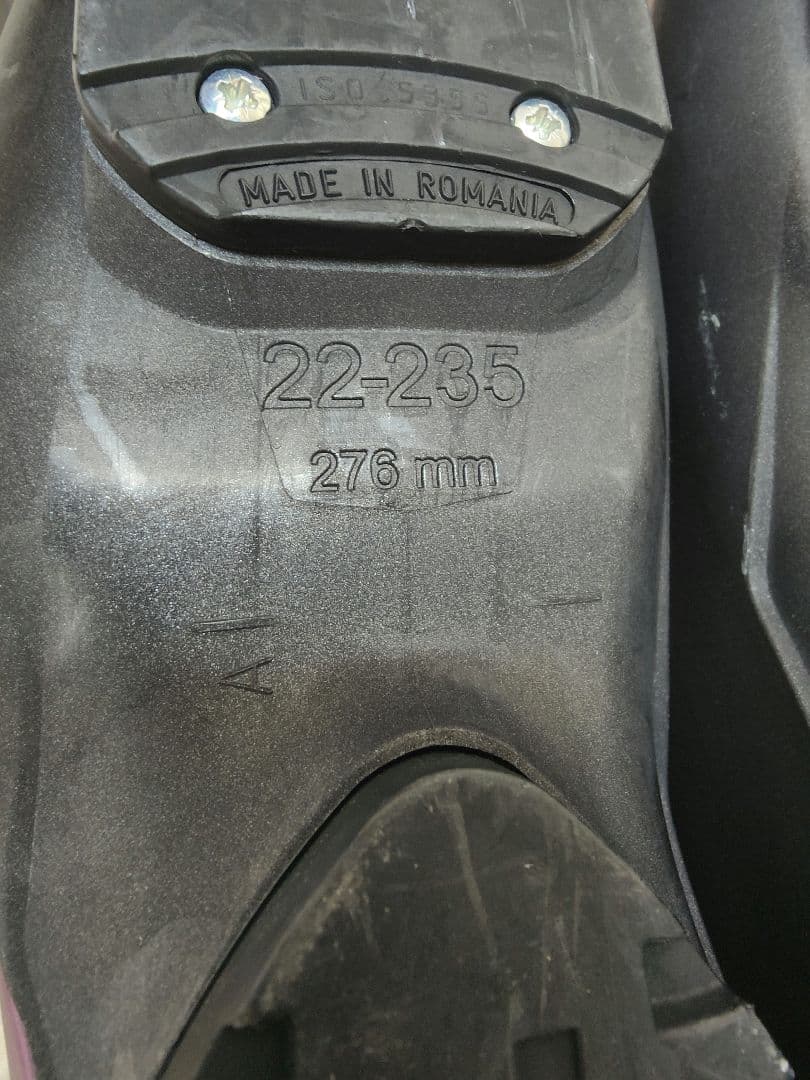 ISO 5355
MADE IN ROMANIA
22-235
276 mm
A